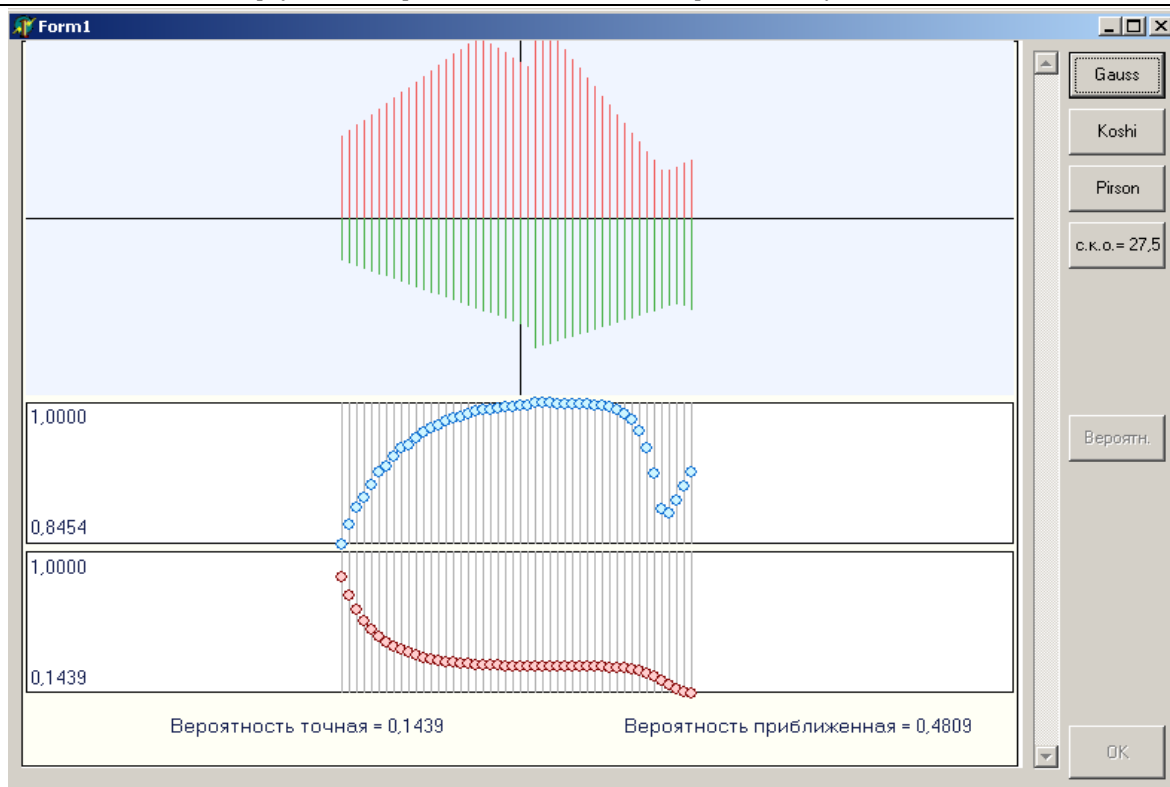 Form1
Gauss
Koshi
Pirson
с.к.о.= 27,5
1,0000
0,8454
Вероятн.
1,0000
0,1439
Вероятность точная = 0,1439
Вероятность приближенная = 0,4809
OK